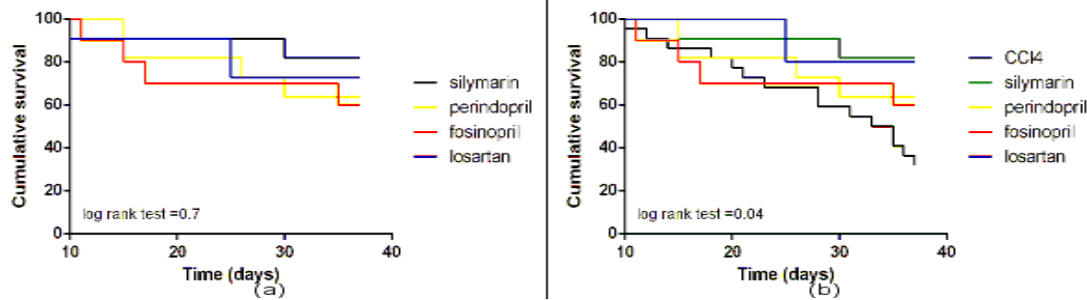 Cumulative survival
100
80
60
40
20
0
10
20
30
40
Time (days)
log rank test =0.7
silymarin
perindopril
fosinopril
losartan
(a)
Cumulative survival
100
80
60
40
20
0
10
20
30
40
Time (days)
log rank test =0.04
CCl4
silymarin
perindopril
fosinopril
losartan
(b)